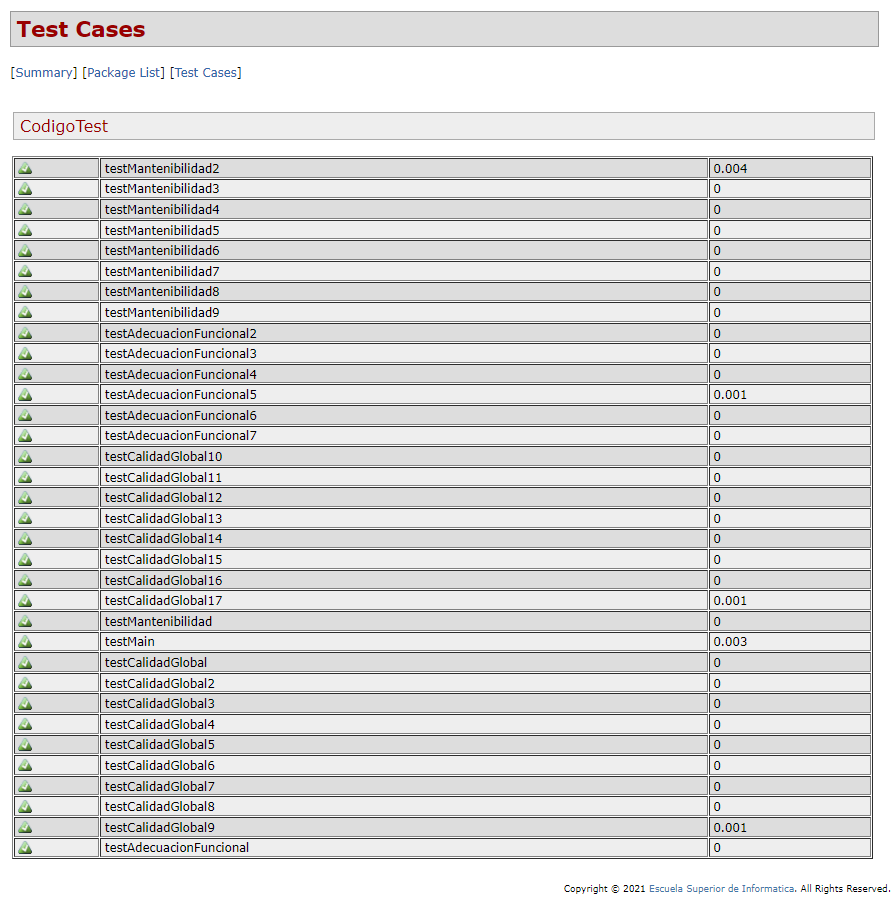 Test Cases
[Summary] [Package List] [Test Cases]
CodigoTest
testMantenibilidad2 0.004
testMantenibilidad3 0
testMantenibilidad4 0
testMantenibilidad5 0
testMantenibilidad6 0
testMantenibilidad7 0
testMantenibilidad8 0
testMantenibilidad9 0
testAdecuacionFuncional2 0
testAdecuacionFuncional3 0
testAdecuacionFuncional4 0
testAdecuacionFuncional5 0.001
testAdecuacionFuncional6 0
testAdecuacionFuncional7 0
testCalidadGlobal10 0
testCalidadGlobal11 0
testCalidadGlobal12 0
testCalidadGlobal13 0
testCalidadGlobal14 0
testCalidadGlobal15 0
testCalidadGlobal16 0
testCalidadGlobal17 0.001
testMantenibilidad 0
testMain 0.003
testCalidadGlobal 0
testCalidadGlobal2 0
testCalidadGlobal3 0
testCalidadGlobal4 0
testCalidadGlobal5 0
testCalidadGlobal6 0
testCalidadGlobal7 0
testCalidadGlobal8 0
testCalidadGlobal9 0.001
testAdecuacionFuncional 0
Copyright © 2021 Escuela Superior de Informatica. All Rights Reserved.